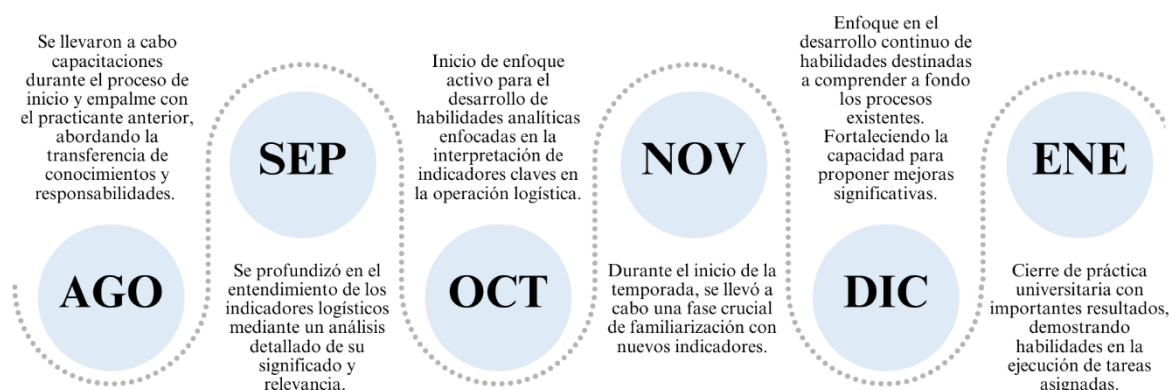 Se llevaron a cabo
capacitaciones
durante el proceso de
inicio y empalme con
el practicante anterior,
abordando la
transferencia de
conocimientos y
responsabilidades.
AGO
SEP
Se profundizó en el
entendimiento de los
indicadores logísticos
mediante un análisis
detallado de su
significado y
relevancia.
Inicio de enfoque
activo para el
desarrollo de
habilidades analíticas
enfocadas en la
interpretación de
indicadores claves en
la operación logística.
OCT
NOV
Durante el inicio de la
temporada, se llevó a
cabo una fase crucial
de familiarización con
nuevos indicadores.
Enfoque en el
desarrollo continuo de
habilidades destinadas
a comprender a fondo
los procesos
existentes.
Fortaleciendo la
capacidad para
proponer mejoras
significativas.
DIC
ENE
Cierre de práctica
universitaria con
importantes resultados,
demostrando
habilidades en la
ejecución de tareas
asignadas.